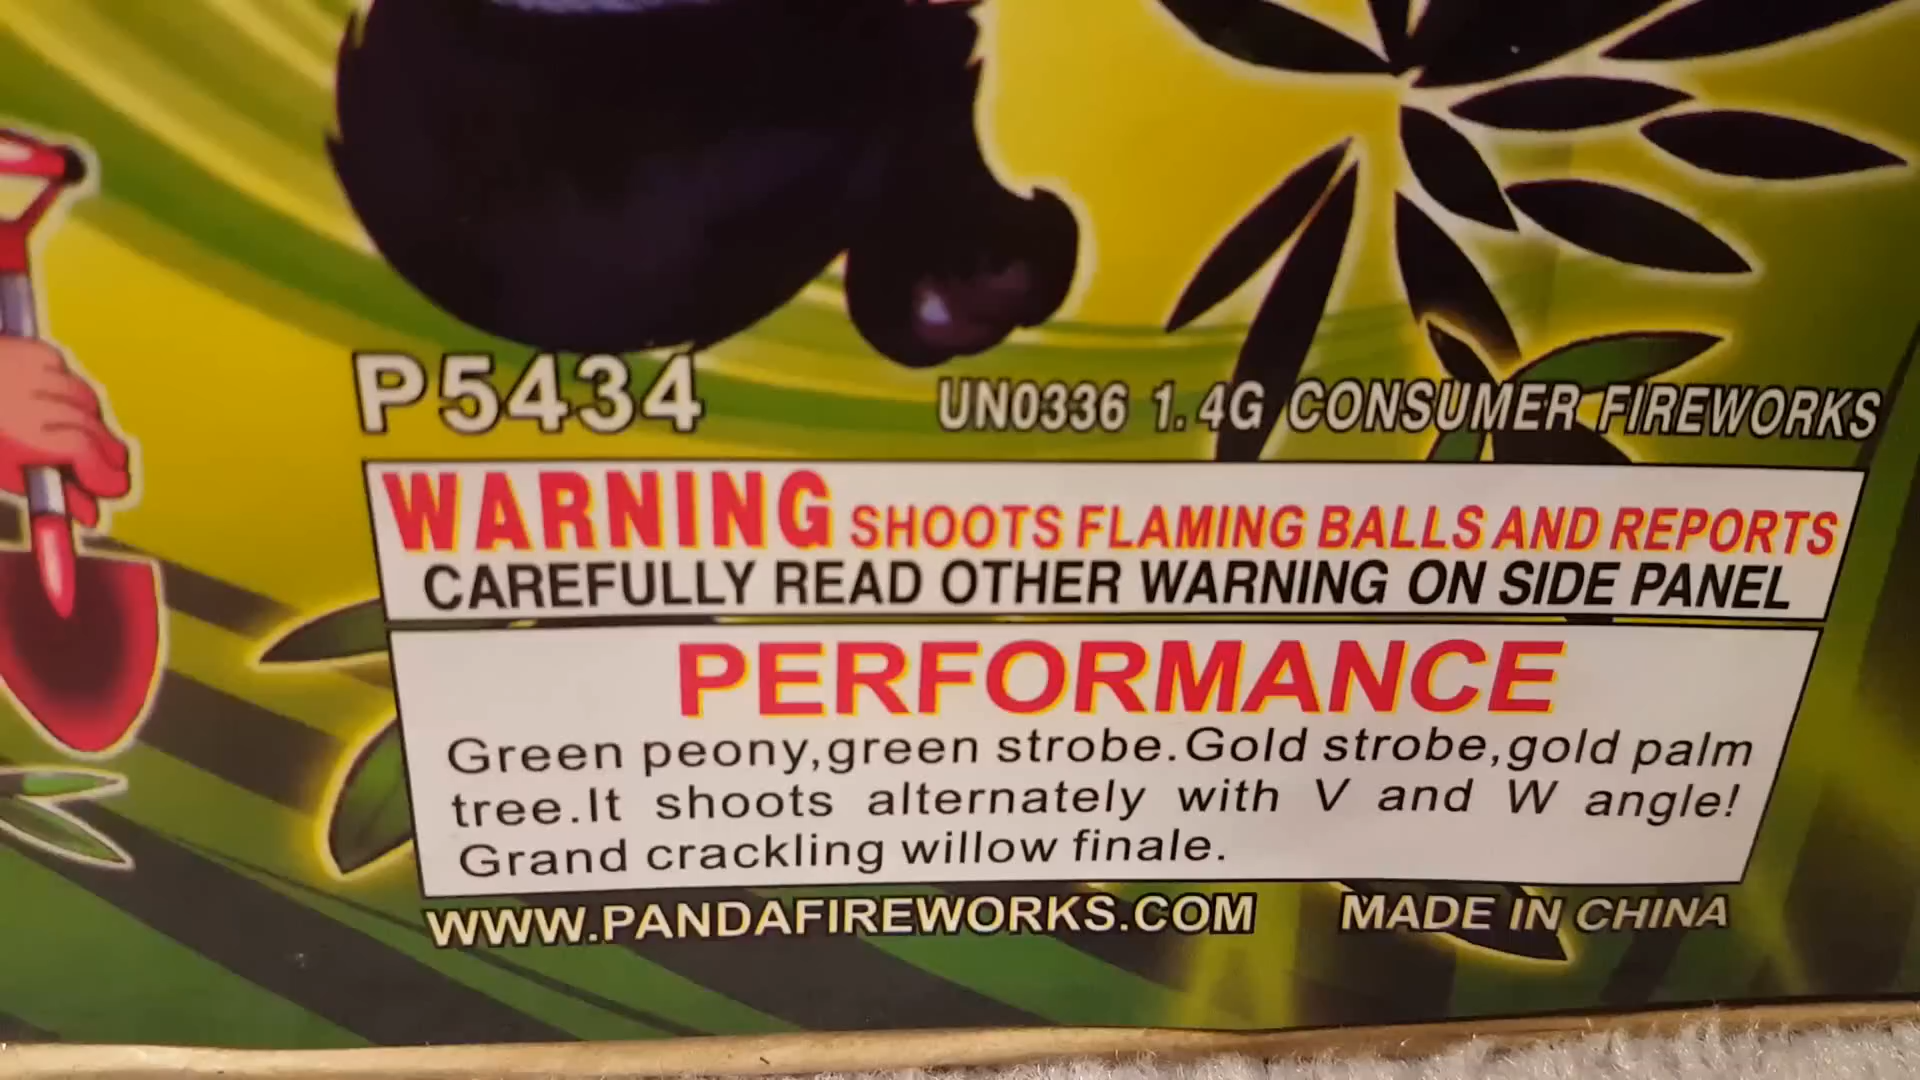 P5434
UN0336 1.4G CONSUMER FIREWORKS
WARNING SHOOTS FLAMING BALLS AND REPORTS
CAREFULLY READ OTHER WARNING ON SIDE PANEL
PERFORMANCE
Green peony,green strobe.Gold strobe,gold palm
tree.It shoots alternately with V and W angle!
Grand crackling willow finale.
WWW.PANDAFIREWORKS.COM MADE IN CHINA